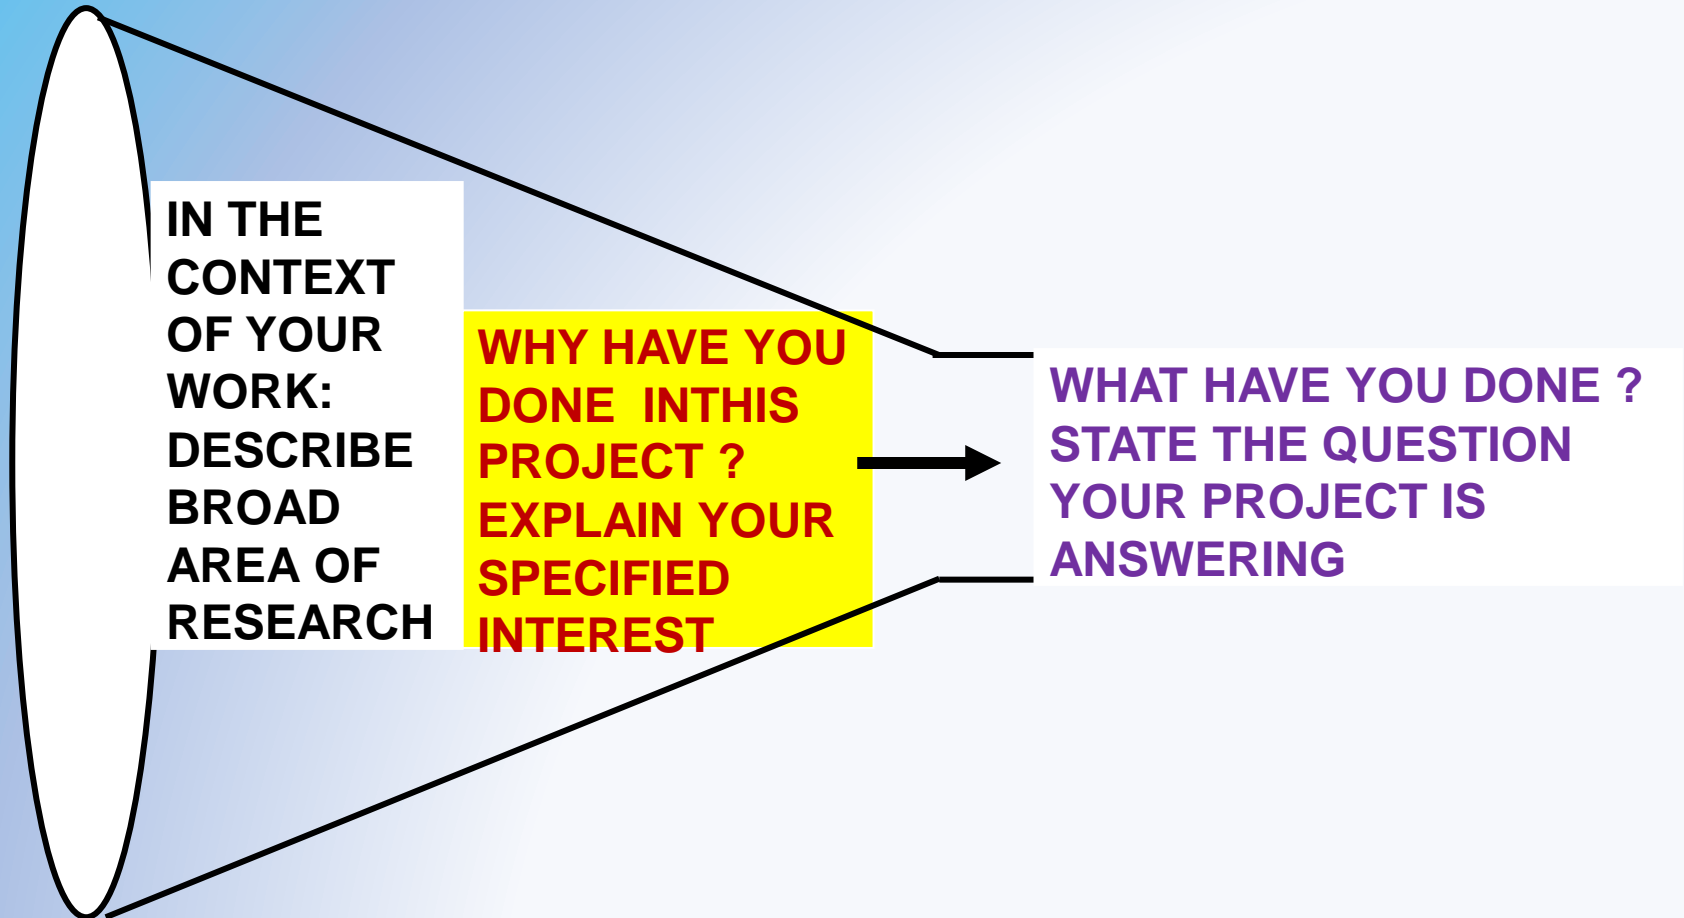 IN THE
CONTEXT
OF YOUR
WORK:
DESCRIBE
BROAD
AREA OF
RESEARCH
WHY HAVE YOU
DONE  INTHIS
PROJECT ?
EXPLAIN YOUR
SPECIFIED
INTEREST
WHAT HAVE YOU DONE ?
STATE THE QUESTION
YOUR PROJECT IS
ANSWERING